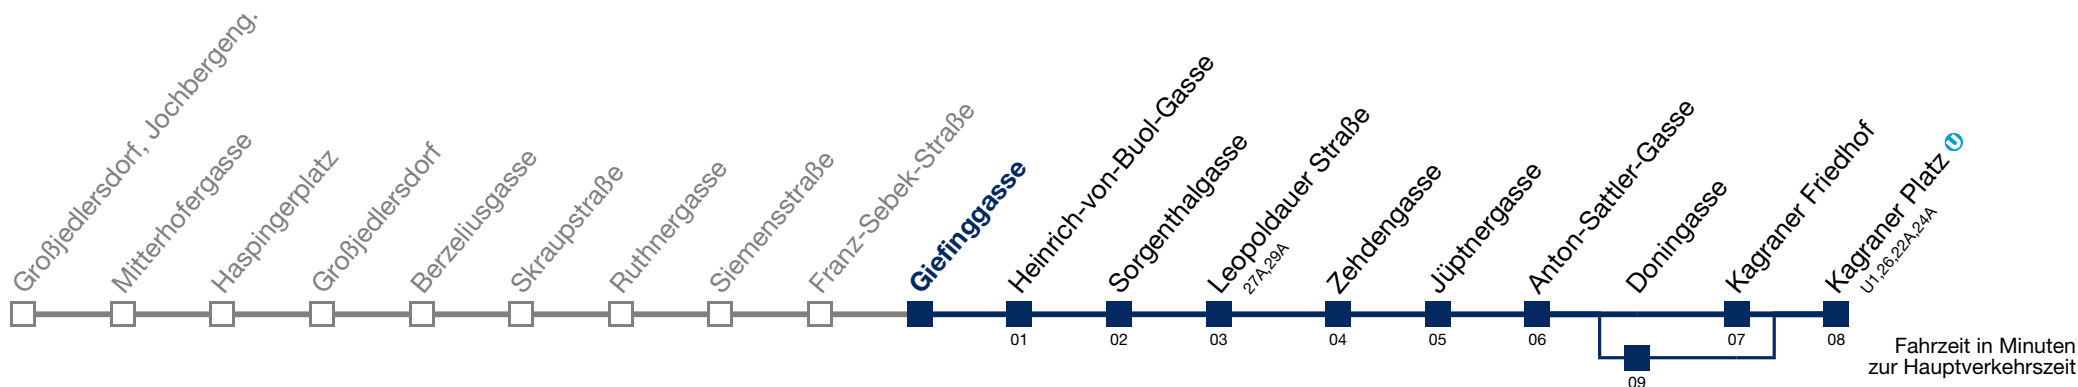 Großjedlersdorf, Jochbergeng.
Mitterhofergasse
Haspingerplatz
Großjedlersdorf
Berzeliusgasse
Skraupstraße
Ruthnergasse
Siemensstraße
Franz-Sebek-Straße
Giefinggasse
Heinrich-von-Buol-Gasse
Sorgenthalgasse
Leopoldauer Straße
27A,29A
Zehdengasse
Jüptnergasse
Anton-Sattler-Gasse
Doningasse
Kagraner Friedhof
Kagraner Platz U
U1,26,22A,24A
01
02
03
04
05
06
07
08
09
Fahrzeit in Minuten
zur Hauptverkehrszeit